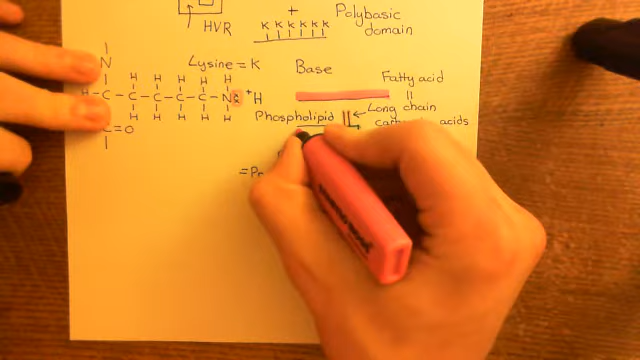 HVR
+
K K K K K K
Polybasic
domain
Lysine = K
Base
Fatty acid
=
N
H-C-C-C-C-C-N: +H
H H H H H
H H H H H
C=O
Phospholipid
Long chain
acids